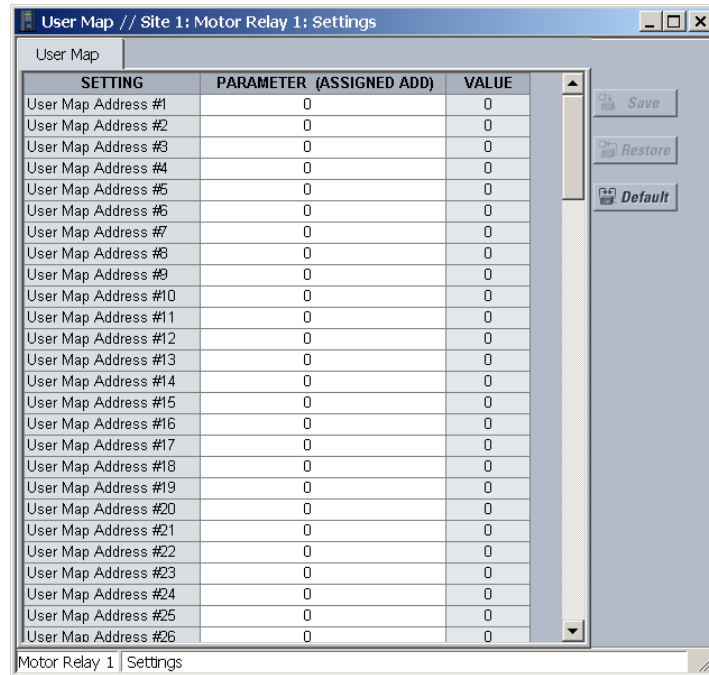 User Map // Site 1: Motor Relay 1: Settings
User Map
SETTING PARAMETER (ASSIGNED ADD) VALUE
User Map Address #1 0 0
User Map Address #2 0 0
User Map Address #3 0 0
User Map Address #4 0 0
User Map Address #5 0 0
User Map Address #6 0 0
User Map Address #7 0 0
User Map Address #8 0 0
User Map Address #9 0 0
User Map Address #10 0 0
User Map Address #11 0 0
User Map Address #12 0 0
User Map Address #13 0 0
User Map Address #14 0 0
User Map Address #15 0 0
User Map Address #16 0 0
User Map Address #17 0 0
User Map Address #18 0 0
User Map Address #19 0 0
User Map Address #20 0 0
User Map Address #21 0 0
User Map Address #22 0 0
User Map Address #23 0 0
User Map Address #24 0 0
User Map Address #25 0 0
User Map Address #26 0 0
Save
Restore
Default
Motor Relay 1 Settings